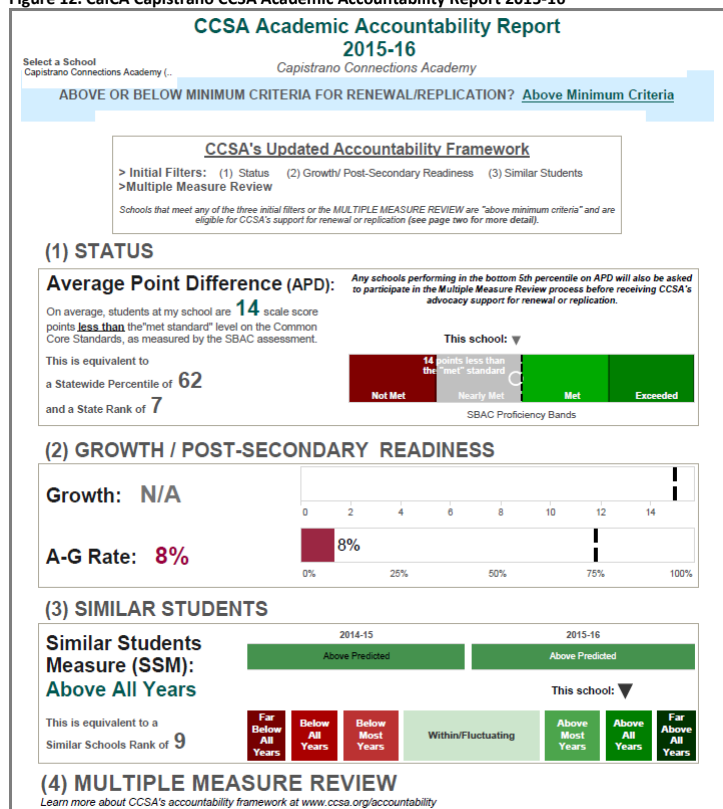 Figure 12. CalCA Capistrano CCSA Academic Accountability Report 2015-16
CCSA Academic Accountability Report
2015-16
Select a School
Capistrano Connections Academy (..
Capistrano Connections Academy
ABOVE OR BELOW MINIMUM CRITERIA FOR RENEWAL/REPLICATION? Above Minimum Criteria
CCSA's Updated Accountability Framework
> Initial Filters: (1) Status (2) Growth/ Post-Secondary Readiness (3) Similar Students
>Multiple Measure Review
Schools that meet any of the three initial filters or the MULTIPLE MEASURE REVIEW are "above minimum criteria" and are
eligible for CCSA's support for renewal or replication (see page two for more detail).
(1) STATUS
Average Point Difference (APD):
On average, students at my school are 14 scale score
points less than the"met standard" level on the Common
Core Standards, as measured by the SBAC assessment.
This is equivalent to
a Statewide Percentile of 62
and a State Rank of 7
Any schools performing in the bottom 5th percentile on APD will also be asked
to participate in the Multiple Measure Review process before receiving CCSA's
advocacy support for renewal or replication.
This school:
14 points less than
the "met" standard
Not Met Nearly Met Met Exceeded
SBAC Proficiency Bands
(2) GROWTH / POST-SECONDARY READINESS
Growth: N/A
0 2 4 6 8 10 12 14
A-G Rate: 8%
8%
0% 25% 50% 75% 100%
(3) SIMILAR STUDENTS
Similar Students
Measure (SSM):
Above All Years
This is equivalent to a
Similar Schools Rank of 9
2014-15 2015-16
Above Predicted Above Predicted
This school:
Far Below All Years
Below All Years
Below Most Years
Within/Fluctuating
Above Most Years
Above All Years
Far Above All Years
(4) MULTIPLE MEASURE REVIEW
Learn more about CCSA's accountability framework at www.ccsa.org/accountability